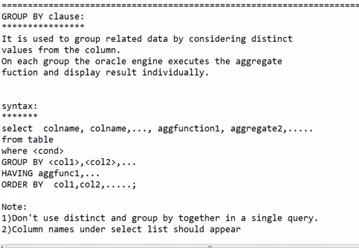 ================================================================
GROUP BY clause:
****************
It is used to group related data by considering distinct
values from the column.
On each group the oracle engine executes the aggregate
fuction and display result individually.
syntax:
*******
select colname, colname,..., aggfunction1, aggregate2,.....
from table
where <cond>
GROUP BY <col1>,<col2>,...
HAVING aggfunc1,...
ORDER BY col1,col2,.....;
Note:
1)Don't use distinct and group by together in a single query.
2)Column names under select list should appear